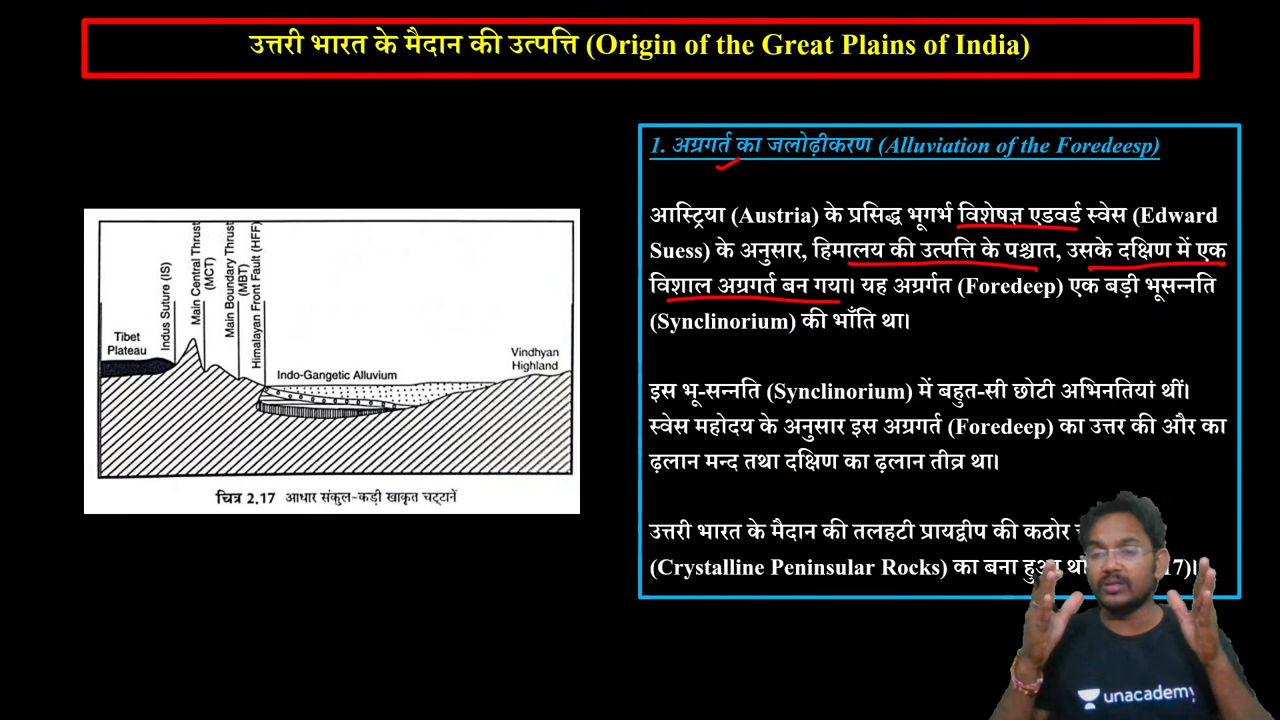 उत्तरी भारत के मैदान की उत्पत्ति (Origin of the Great Plains of India)
1. अग्रगर्त का जलोढ़ीकरण (Alluviation of the Foredeesp)
आस्ट्रिया (Austria) के प्रसिद्ध भूगर्भ विशेषज्ञ एडवर्ड स्वेस (Edward
Suess) के अनुसार, हिमालय की उत्पत्ति के पश्चात, उसके दक्षिण में एक
विशाल अग्रगर्त बन गया। यह अग्रर्गत (Foredeep) एक बड़ी भूसन्नति
(Synclinorium) की भाँति था।
इस भू-सन्नति (Synclinorium) में बहुत-सी छोटी अभिनतियां थीं।
स्वेस महोदय के अनुसार इस अग्रगर्त (Foredeep) का उत्तर की और का
ढ़लान मन्द तथा दक्षिण का ढ़लान तीव्र था।
उत्तरी भारत के मैदान की तलहटी प्रायद्वीप की कठोर
(Crystalline Peninsular Rocks) का बना हुआ था 17)।
Tibet
Plateau
Indus Suture (IS)
Main Central Thrust
(MCT)
Main Boundary Thrust
(MBT)
Himalayan Front Fault (HFF)
Indo-Gangetic Alluvium
Vindhyan
Highland
चित्र 2.17 आधार संकुल-कड़ी खाकृत चट्टानें
unacademy